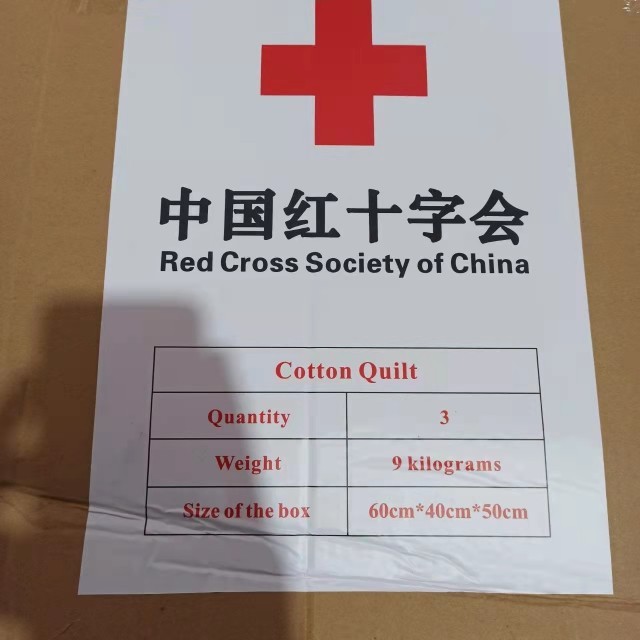 中国红十字会
Red Cross Society of China
Cotton Quilt
Quantity 3
Weight 9 kilograms
Size of the box 60cm*40cm*50cm